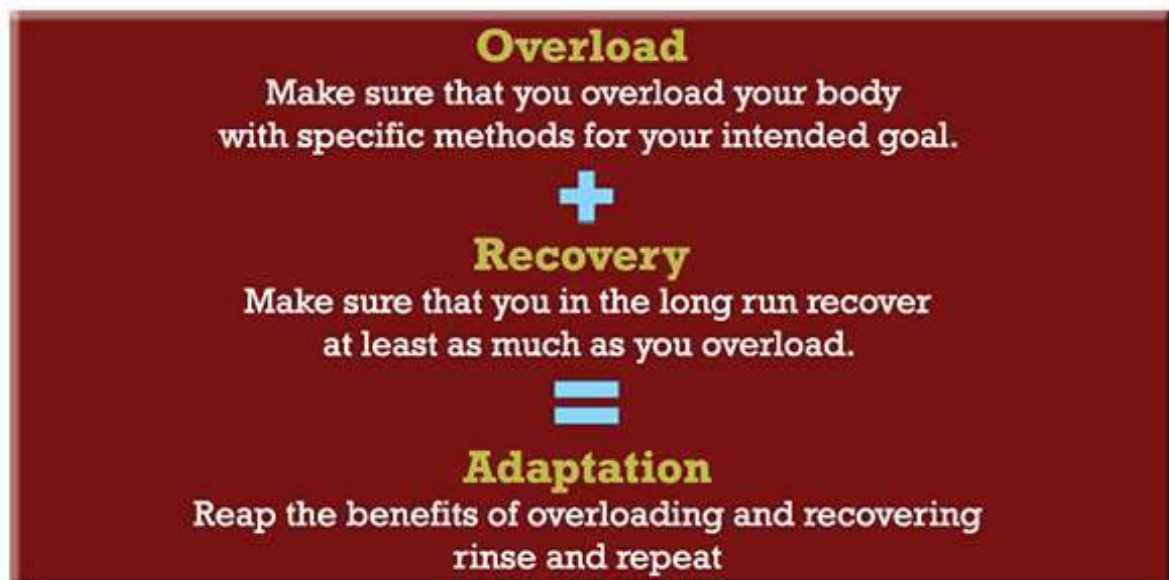 Overload
Make sure that you overload your body
with specific methods for your intended goal.
+
Recovery
Make sure that you in the long run recover
at least as much as you overload.
=
Adaptation
Reap the benefits of overloading and recovering
rinse and repeat